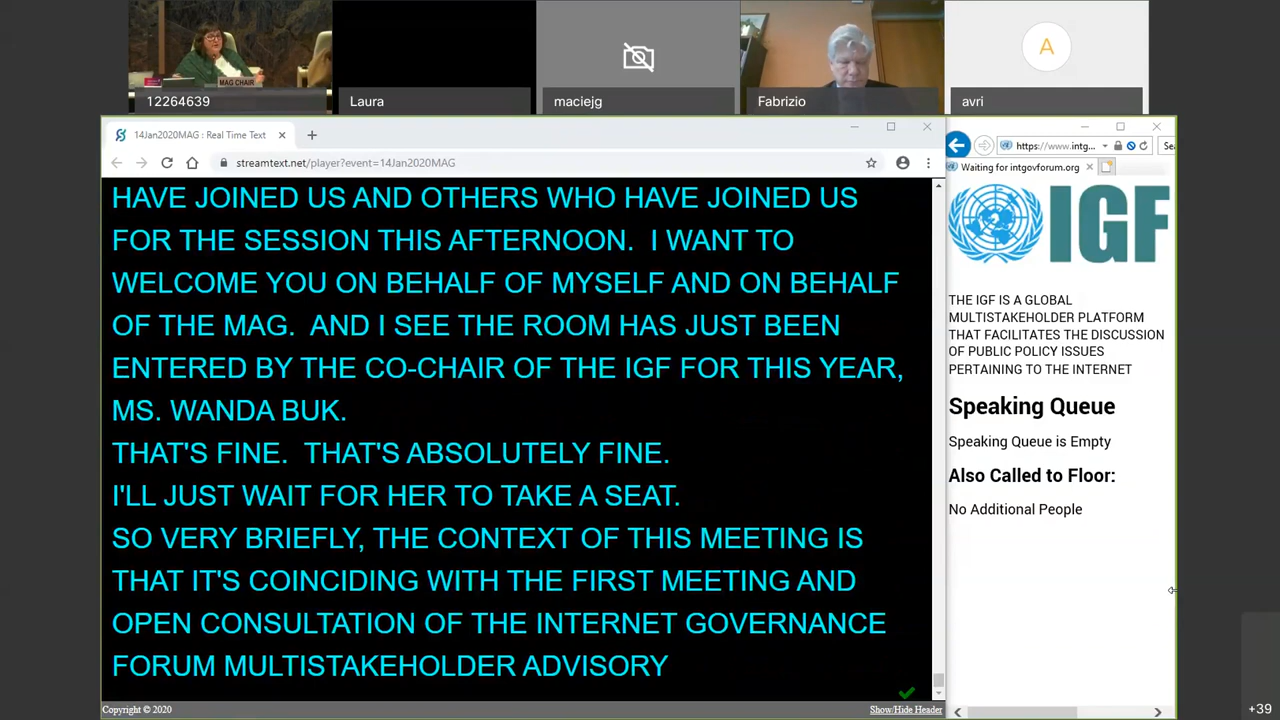 MAG CHAIR
12264639
Laura
maciejg
Fabrizio
A
avri
14Jan2020MAG : Real Time Text
streamtext.net/player?event=14Jan2020MAG
HAVE JOINED US AND OTHERS WHO HAVE JOINED US
FOR THE SESSION THIS AFTERNOON.  I WANT TO
WELCOME YOU ON BEHALF OF MYSELF AND ON BEHALF
OF THE MAG.  AND I SEE THE ROOM HAS JUST BEEN
ENTERED BY THE CO-CHAIR OF THE IGF FOR THIS YEAR,
MS. WANDA BUK.
THAT'S FINE.  THAT'S ABSOLUTELY FINE.
I'LL JUST WAIT FOR HER TO TAKE A SEAT.
SO VERY BRIEFLY, THE CONTEXT OF THIS MEETING IS
THAT IT'S COINCIDING WITH THE FIRST MEETING AND
OPEN CONSULTATION OF THE INTERNET GOVERNANCE
FORUM MULTISTAKEHOLDER ADVISORY
Copyright © 2020
Show/Hide Header
https://www.intg...
Sea
Waiting for intgovforum.org
IGF
THE IGF IS A GLOBAL
MULTISTAKEHOLDER PLATFORM
THAT FACILITATES THE DISCUSSION
OF PUBLIC POLICY ISSUES
PERTAINING TO THE INTERNET
Speaking Queue
Speaking Queue is Empty
Also Called to Floor:
No Additional People
+39